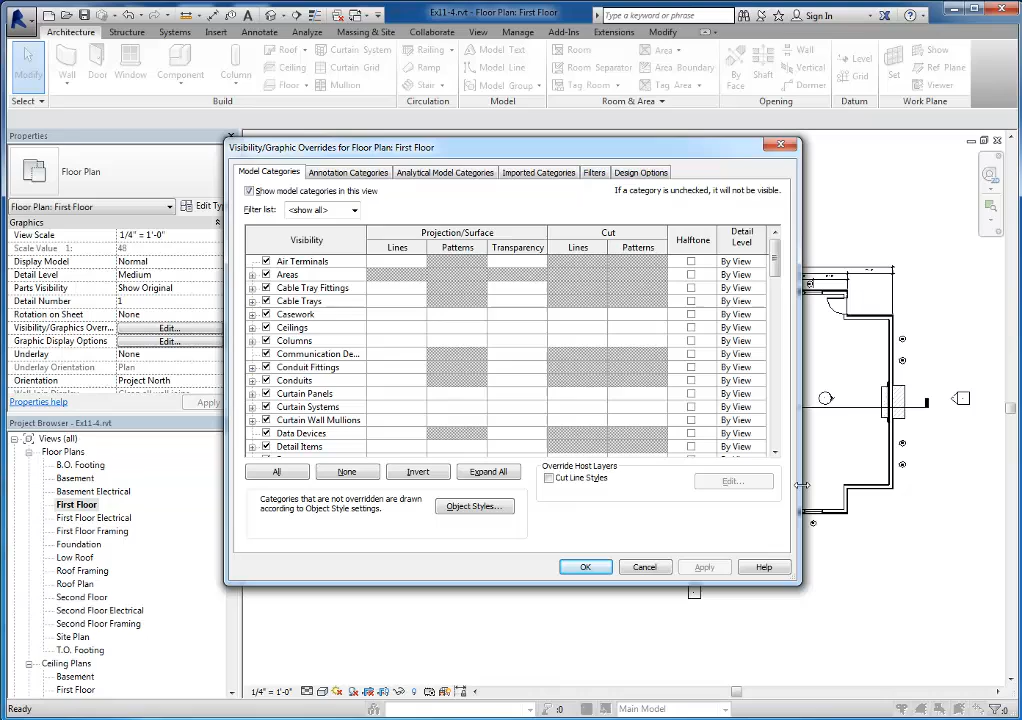 Ex11-4.rvt - Floor Plan: First Floor
Type a keyword or phrase
Sign In
Architecture Structure Systems Insert Annotate Analyze Massing & Site Collaborate View Manage Add-Ins Extensions Modify
Modify Wall Door Window Component Column
Roof Curtain System Railing Model Text Room Area Wall Level Show
Ceiling Curtain Grid Ramp Model Line Room Separator Area Boundary By Face Shaft Vertical Grid Set Ref Plane
Floor Mullion Stair Model Group Tag Room Tag Area Dormer Viewer
Select Build Circulation Model Room & Area Opening Datum Work Plane
Properties
Floor Plan
Floor Plan: First Floor Edit Ty
Graphics
View Scale 1/4" = 1'-0"
Scale Value 1: 48
Display Model Normal
Detail Level Medium
Parts Visibility Show Original
Detail Number 1
Rotation on Sheet None
Visibility/Graphics Overr... Edit...
Graphic Display Options Edit...
Underlay None
Underlay Orientation Plan
Orientation Project North
Properties help Apply
Project Browser - Ex11-4.rvt
Views (all)
Floor Plans
B.O. Footing
Basement
Basement Electrical
First Floor
First Floor Electrical
First Floor Framing
Foundation
Low Roof
Roof Framing
Roof Plan
Second Floor
Second Floor Electrical
Second Floor Framing
Site Plan
T.O. Footing
Ceiling Plans
Basement
First Floor
Visibility/Graphic Overrides for Floor Plan: First Floor
Model Categories Annotation Categories Analytical Model Categories Imported Categories Filters Design Options
Show model categories in this view
If a category is unchecked, it will not be visible.
Filter list: <show all>
Visibility Projection/Surface Cut Halftone Detail Level
Lines Patterns Transparency Lines Patterns
Air Terminals By View
Areas By View
Cable Tray Fittings By View
Cable Trays By View
Casework By View
Ceilings By View
Columns By View
Communication De... By View
Conduit Fittings By View
Conduits By View
Curtain Panels By View
Curtain Systems By View
Curtain Wall Mullions By View
Data Devices By View
Detail Items By View
All None Invert Expand All
Override Host Layers
Cut Line Styles Edit...
Categories that are not overridden are drawn
according to Object Style settings.
Object Styles...
OK Cancel Apply Help
1/4" = 1'-0"
Ready :0 Main Model :0